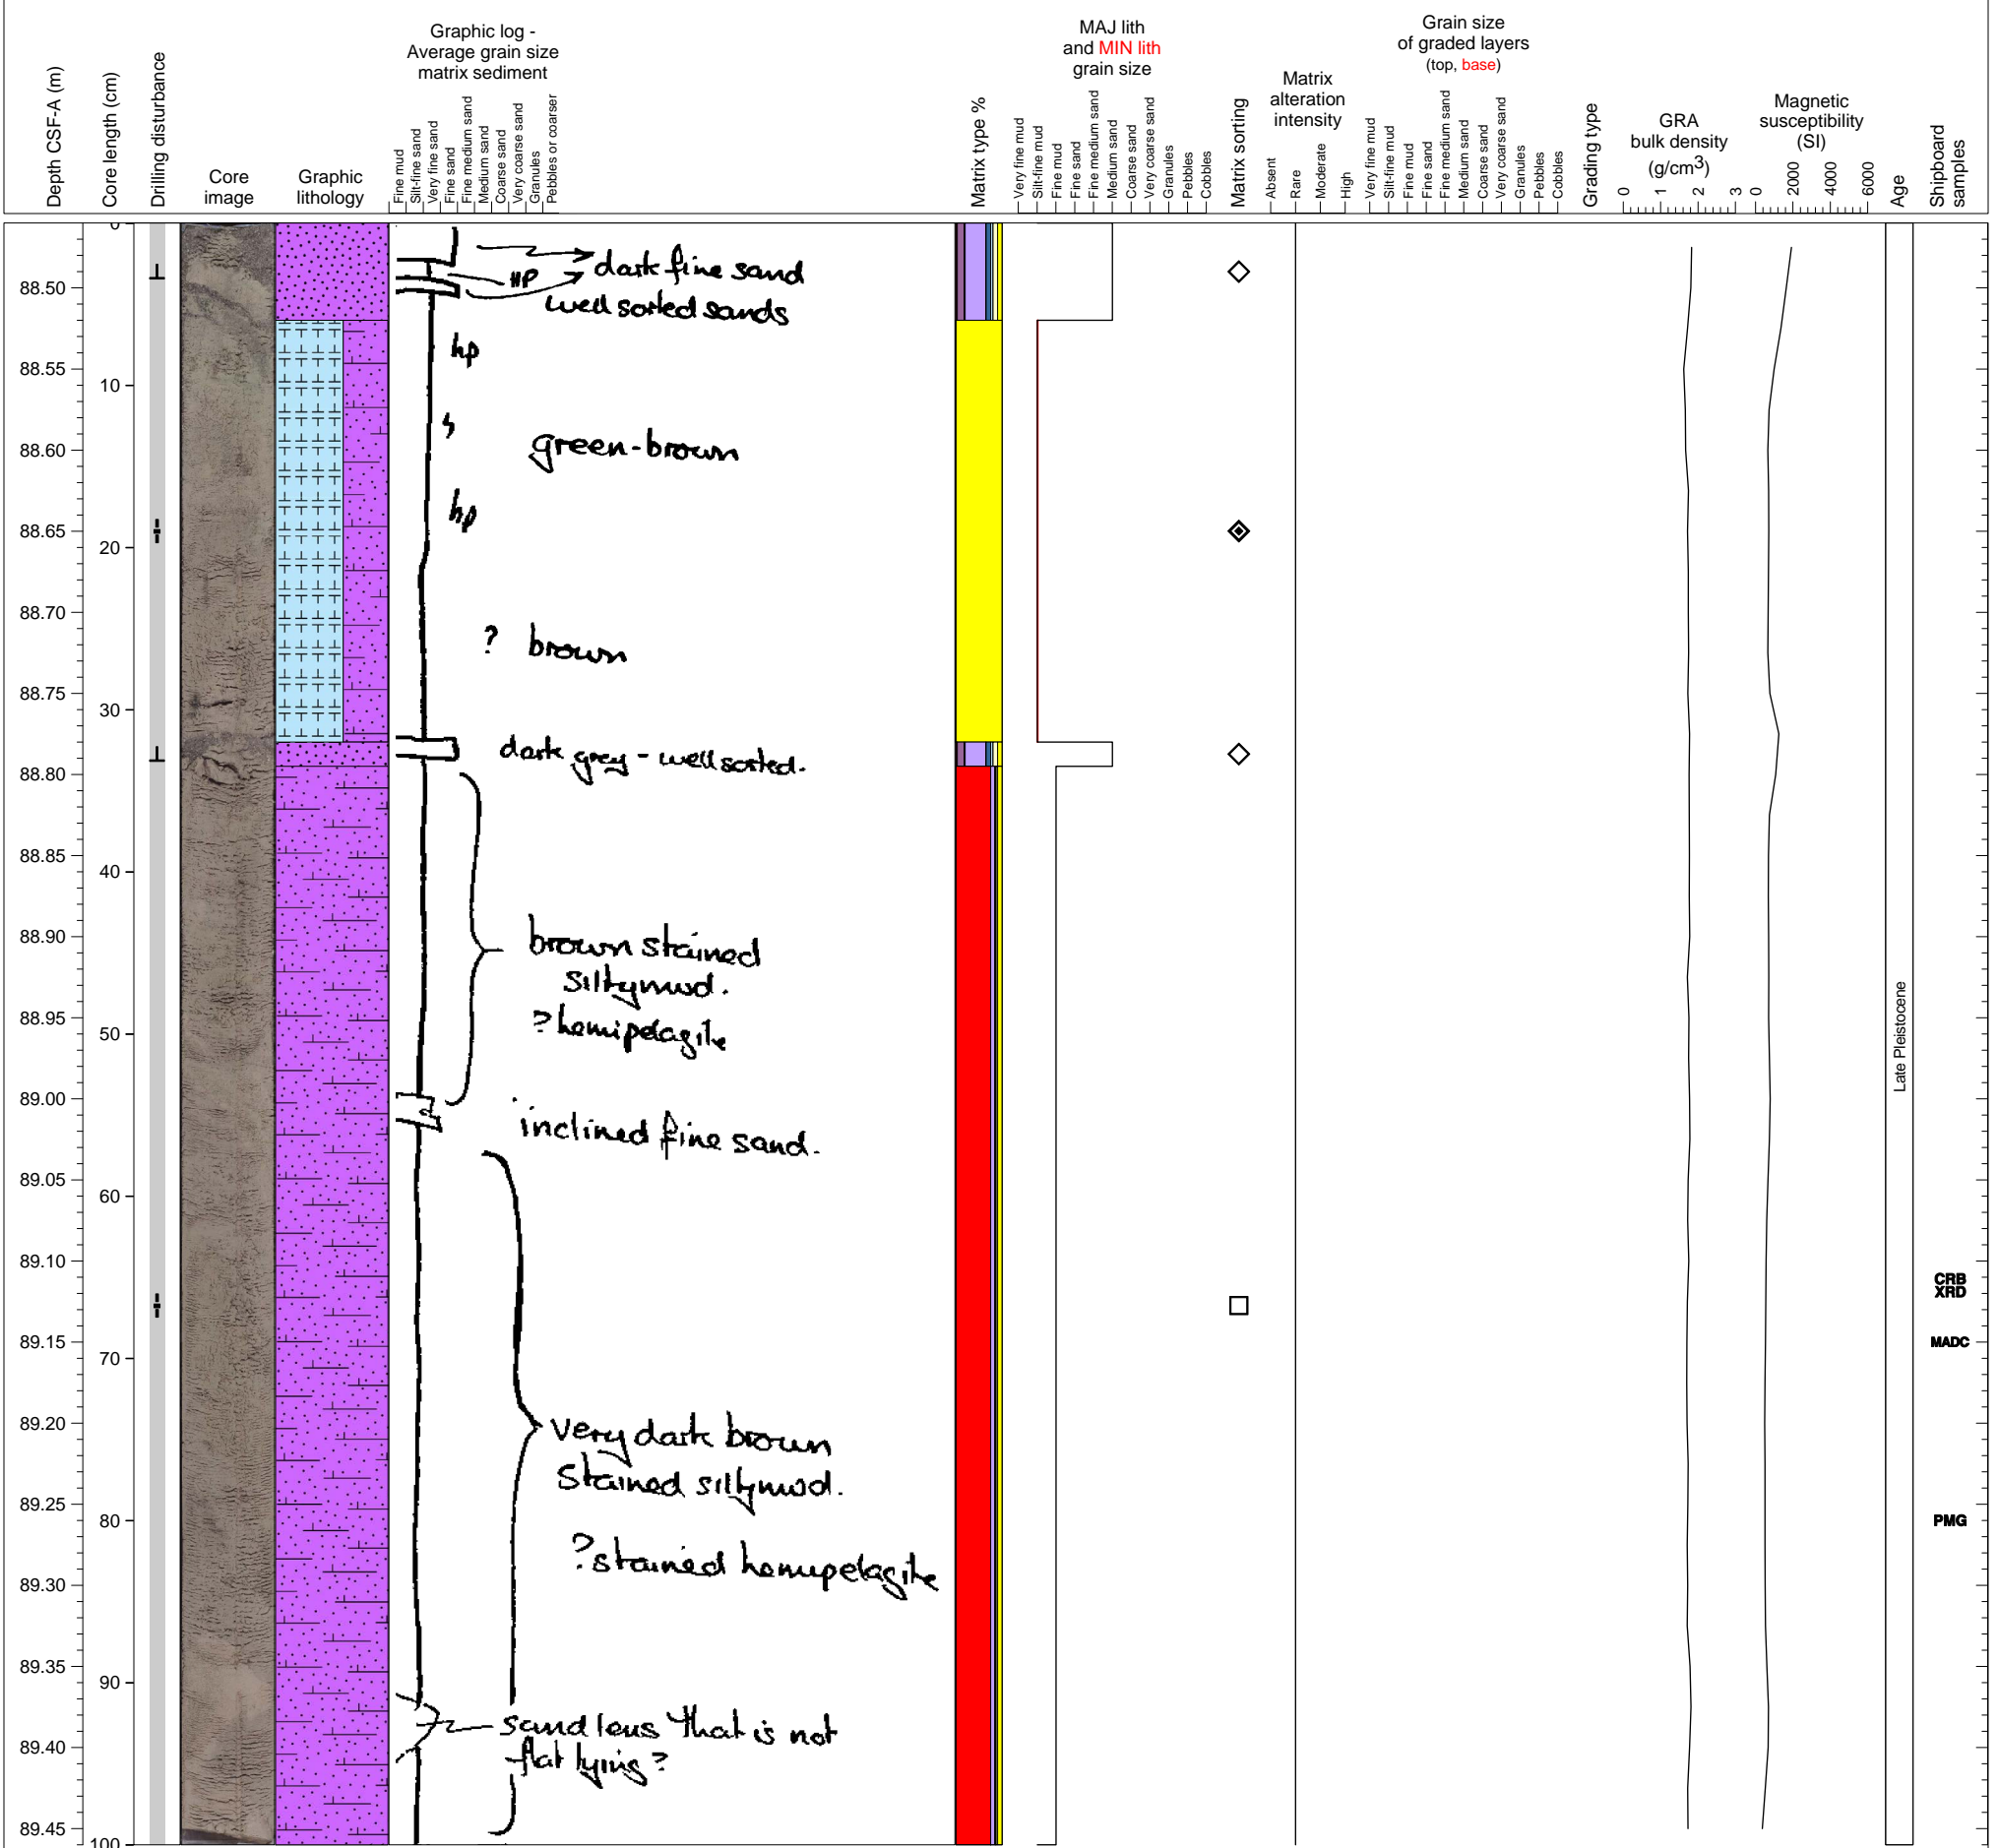 Depth CSF-A (m)
Core length (cm)
Drilling disturbance
Core
image
Graphic
lithology
Graphic log -
Average grain size
matrix sediment
Fine mud
Silt-fine sand
Very fine sand
Fine sand
Fine medium sand
Medium sand
Coarse sand
Very coarse sand
Granules
Pebbles or coarser
Matrix type %
MAJ lith
and MIN lith
grain size
Very fine mud
Silt-fine mud
Fine mud
Fine sand
Fine medium sand
Medium sand
Coarse sand
Very coarse sand
Granules
Pebbles
Cobbles
Matrix sorting
Matrix
alteration
intensity
Absent
Rare
Moderate
High
Grain size
of graded layers
(top, base)
Very fine mud
Silt-fine mud
Fine mud
Fine sand
Fine medium sand
Medium sand
Coarse sand
Very coarse sand
Granules
Pebbles
Cobbles
Grading type
GRA
bulk density
(g/cm3)
0 1 2 3
Magnetic
susceptibility
(SI)
0 2000 4000 6000
Age
Shipboard
samples
88.50
88.55
88.60
88.65
88.70
88.75
88.80
88.85
88.90
88.95
89.00
89.05
89.10
89.15
89.20
89.25
89.30
89.35
89.40
89.45
0
10
20
30
40
50
60
70
80
90
100
dark fine sand
HP
well sorted sands
hp
green-brown
hp
? brown
dark grey - well sorted.
brown stained
siltymud.
? hemipelagite
inclined fine sand.
very dark brown
stained siltymud.
? stained hemipelagite
sand lens that is not
flat lying ?
Late Pleistocene
CRB
XRD
MADC
PMG